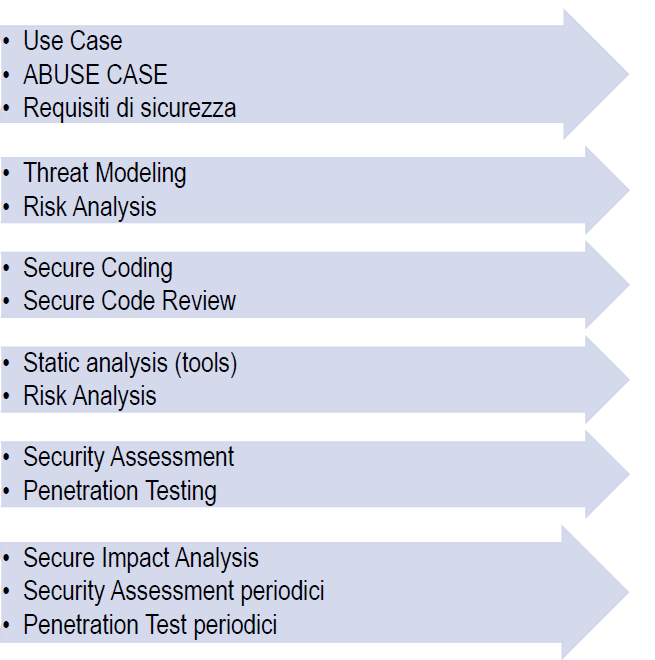 • Use Case
• ABUSE CASE
• Requisiti di sicurezza
• Threat Modeling
• Risk Analysis
• Secure Coding
• Secure Code Review
• Static analysis (tools)
• Risk Analysis
• Security Assessment
• Penetration Testing
• Secure Impact Analysis
• Security Assessment periodici
• Penetration Test periodici